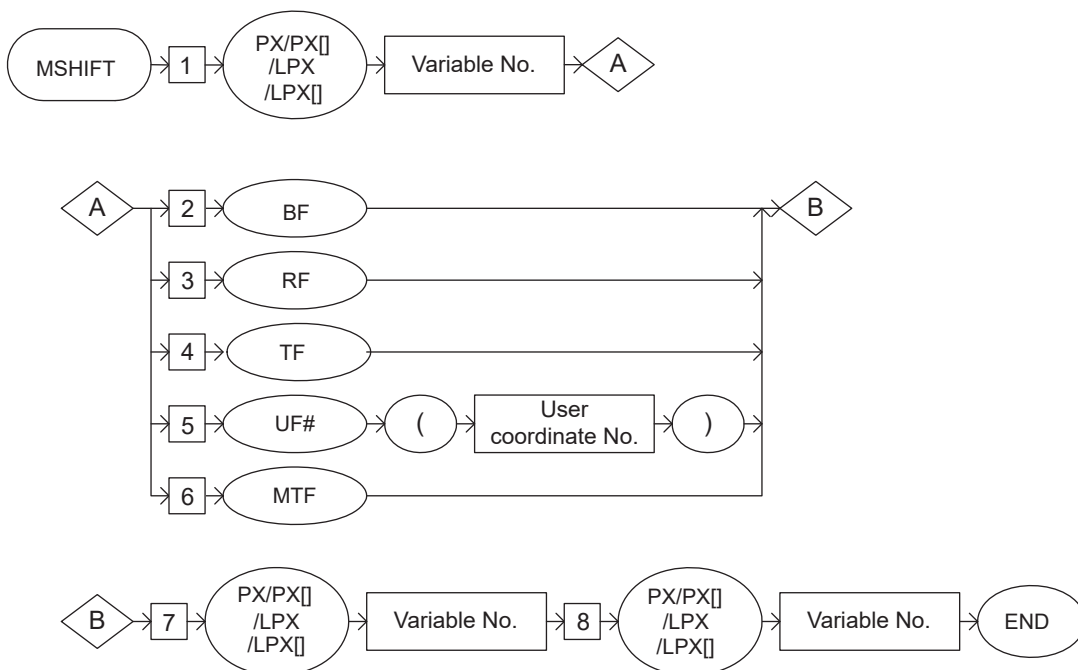 MSHIFT
1
PX/PX[]
/LPX
/LPX[]
Variable No.
A
A
2
BF
B
3
RF
4
TF
5
UF#
(
User
coordinate No.
)
6
MTF
B
7
PX/PX[]
/LPX
/LPX[]
Variable No.
8
PX/PX[]
/LPX
/LPX[]
Variable No.
END